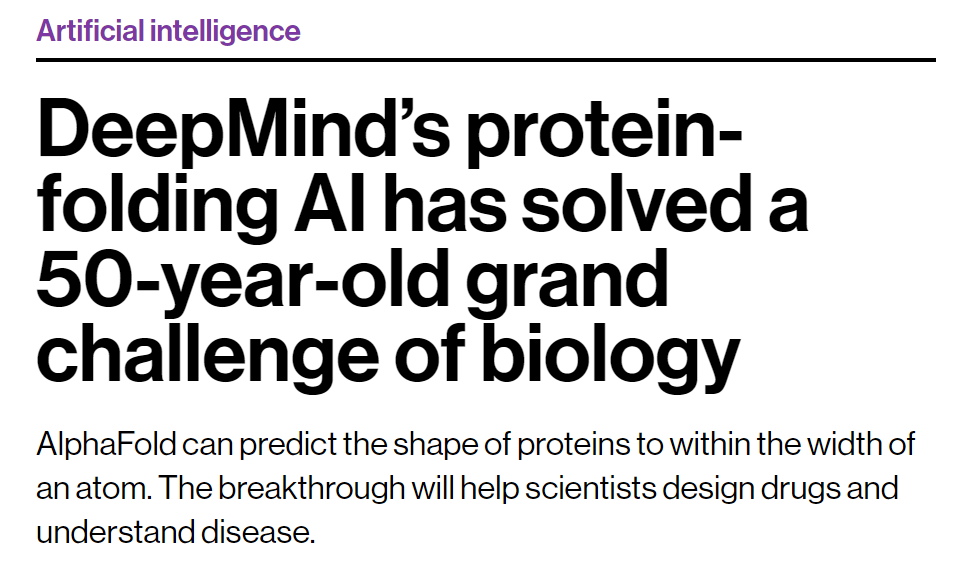 Artificial intelligence
DeepMind’s protein-
folding AI has solved a
50-year-old grand
challenge of biology
AlphaFold can predict the shape of proteins to within the width of
an atom. The breakthrough will help scientists design drugs and
understand disease.